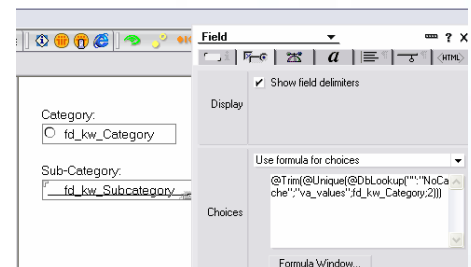 Field
? X
a
<HTML>
Show field delimiters
Display
Category:
fd_kw_Category
Sub-Category:
fd_kw_Subcategory
Use formula for choices
@Trim(@Unique(@DbLookup("":"NoCa
che";"va_values";fd_kw_Category;2)))
Choices
Formula Window...